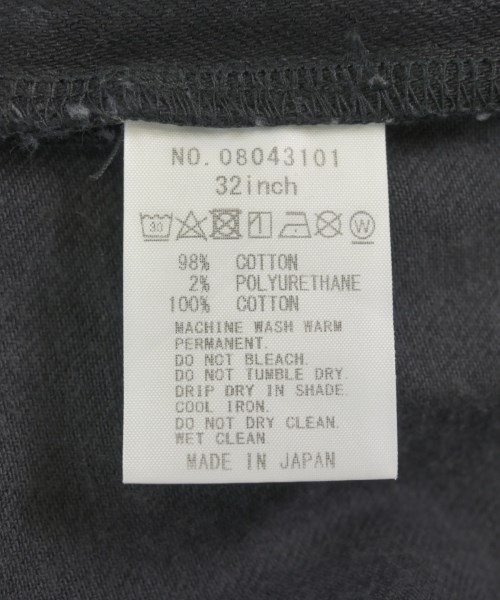 NO. 08043101
32inch
30 W
98% COTTON
2% POLYURETHANE
100% COTTON
MACHINE WASH WARM
PERMANENT.
DO NOT BLEACH.
DO NOT TUMBLE DRY.
DRIP DRY IN SHADE.
COOL IRON.
DO NOT DRY CLEAN.
WET CLEAN
MADE IN JAPAN